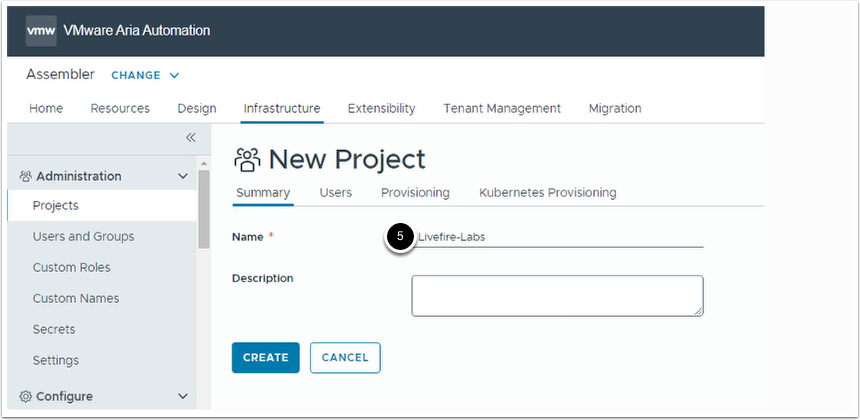 vmw VMware Aria Automation
Assembler CHANGE
Home Resources Design Infrastructure Extensibility Tenant Management Migration
Administration
Projects
Users and Groups
Custom Roles
Custom Names
Secrets
Settings
Configure
New Project
Summary Users Provisioning Kubernetes Provisioning
Name * 5 Livefire-Labs
Description
CREATE CANCEL